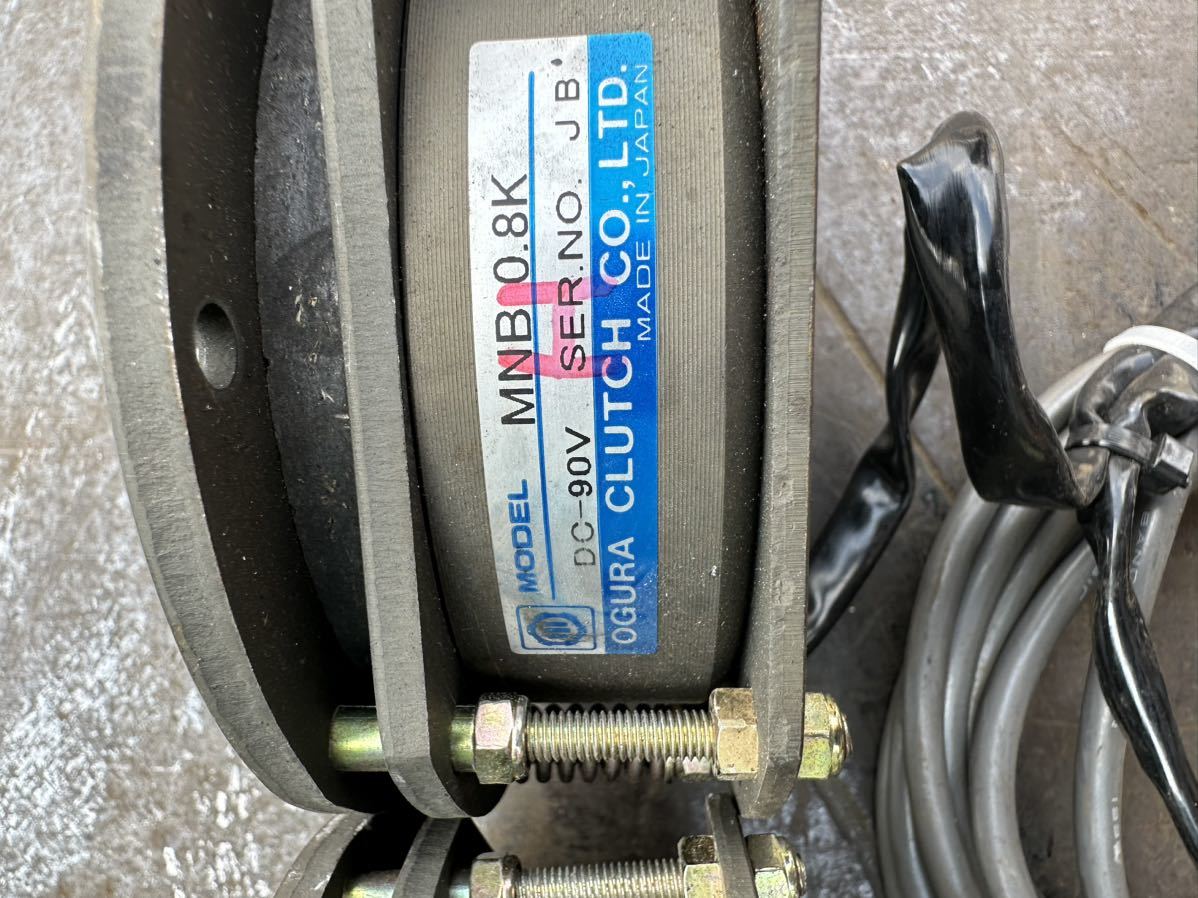 MODEL MNB 0.8K
DC-90V SER.NO. JB'
OGURA CLUTCH CO., LTD.
MADE IN JAPAN